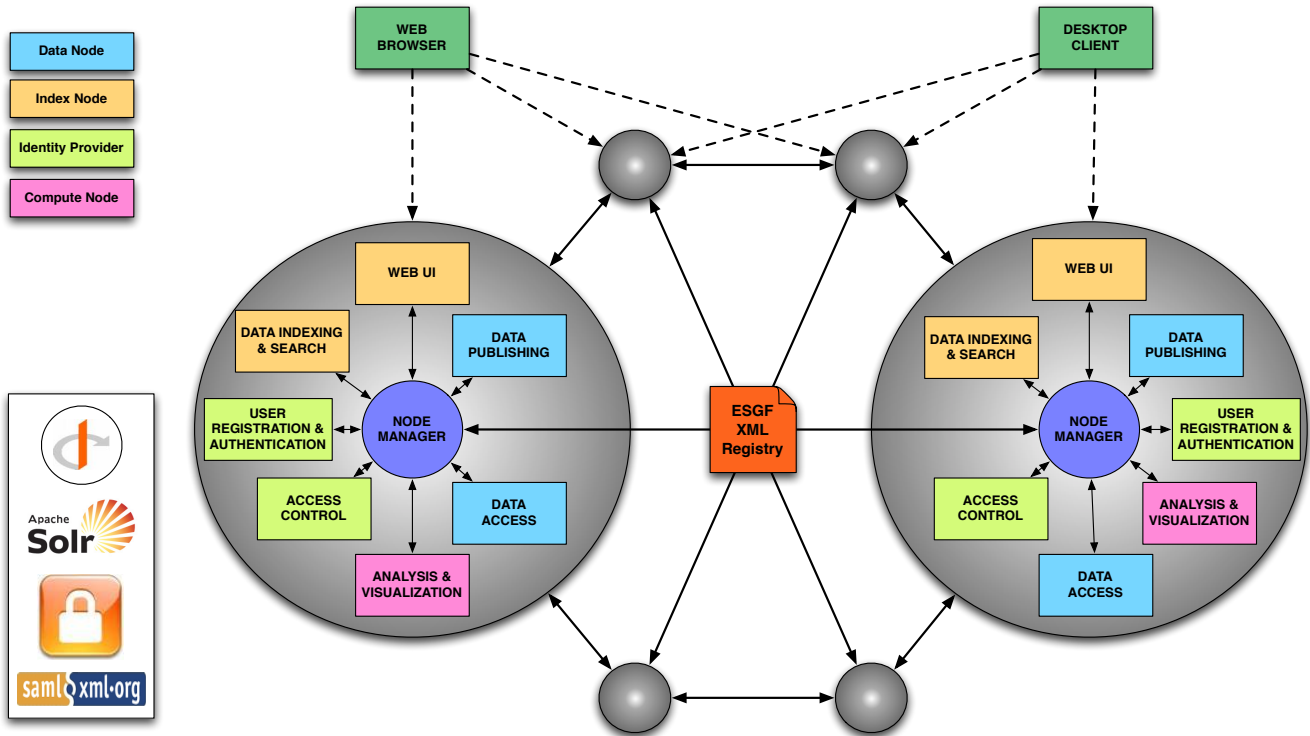 WEB
BROWSER
DESKTOP
CLIENT
Data Node
Index Node
Identity Provider
Compute Node
WEB UI
DATA INDEXING
& SEARCH
DATA
PUBLISHING
USER
REGISTRATION &
AUTHENTICATION
NODE
MANAGER
ACCESS
CONTROL
DATA
ACCESS
ANALYSIS &
VISUALIZATION
ESGF
XML
Registry
WEB UI
DATA INDEXING
& SEARCH
DATA
PUBLISHING
NODE
MANAGER
USER
REGISTRATION &
AUTHENTICATION
ACCESS
CONTROL
ANALYSIS &
VISUALIZATION
DATA
ACCESS
Apache
Solr
saml xml·org